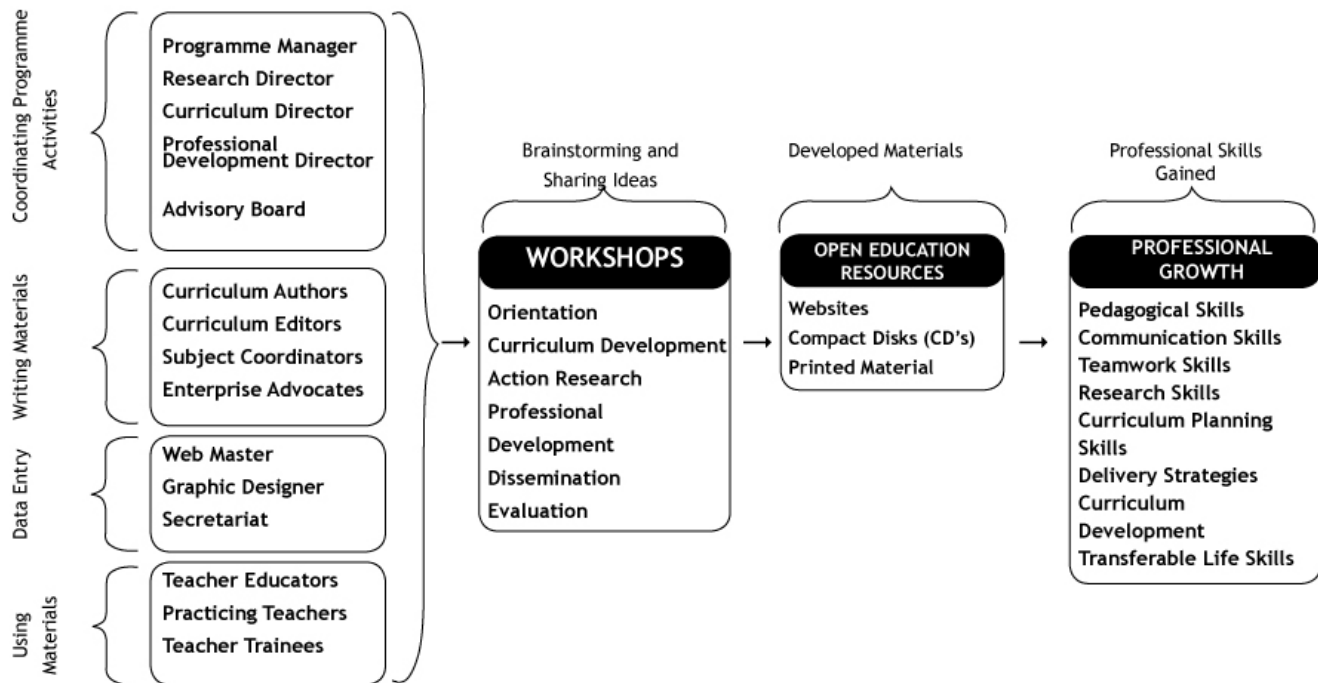 Coordinating Programme
Activities
Programme Manager
Research Director
Curriculum Director
Professional
Development Director
Advisory Board
Writing Materials
Curriculum Authors
Curriculum Editors
Subject Coordinators
Enterprise Advocates
Data Entry
Web Master
Graphic Designer
Secretariat
Using
Materials
Teacher Educators
Practicing Teachers
Teacher Trainees
Brainstorming and
Sharing Ideas
WORKSHOPS
Orientation
Curriculum Development
Action Research
Professional
Development
Dissemination
Evaluation
Developed Materials
OPEN EDUCATION
RESOURCES
Websites
Compact Disks (CD’s)
Printed Material
Professional Skills
Gained
PROFESSIONAL
GROWTH
Pedagogical Skills
Communication Skills
Teamwork Skills
Research Skills
Curriculum Planning
Skills
Delivery Strategies
Curriculum
Development
Transferable Life Skills